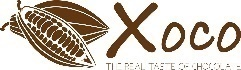 Xoco
THE REAL TASTE OF CHOCOLATE